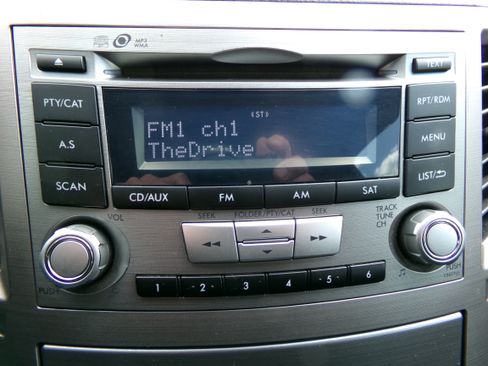 MP3
WMA
TEXT
PTY/CAT
RPT/RDM
(ST)
FM1 ch1
TheDrive
A.S
MENU
SCAN
LIST/
CD/AUX
FM
AM
SAT
VOL
SEEK
FOLDER/PTY/CAT
SEEK
TRACK
TUNE
CH
PUSH
1
2
3
4
5
6
PUSH